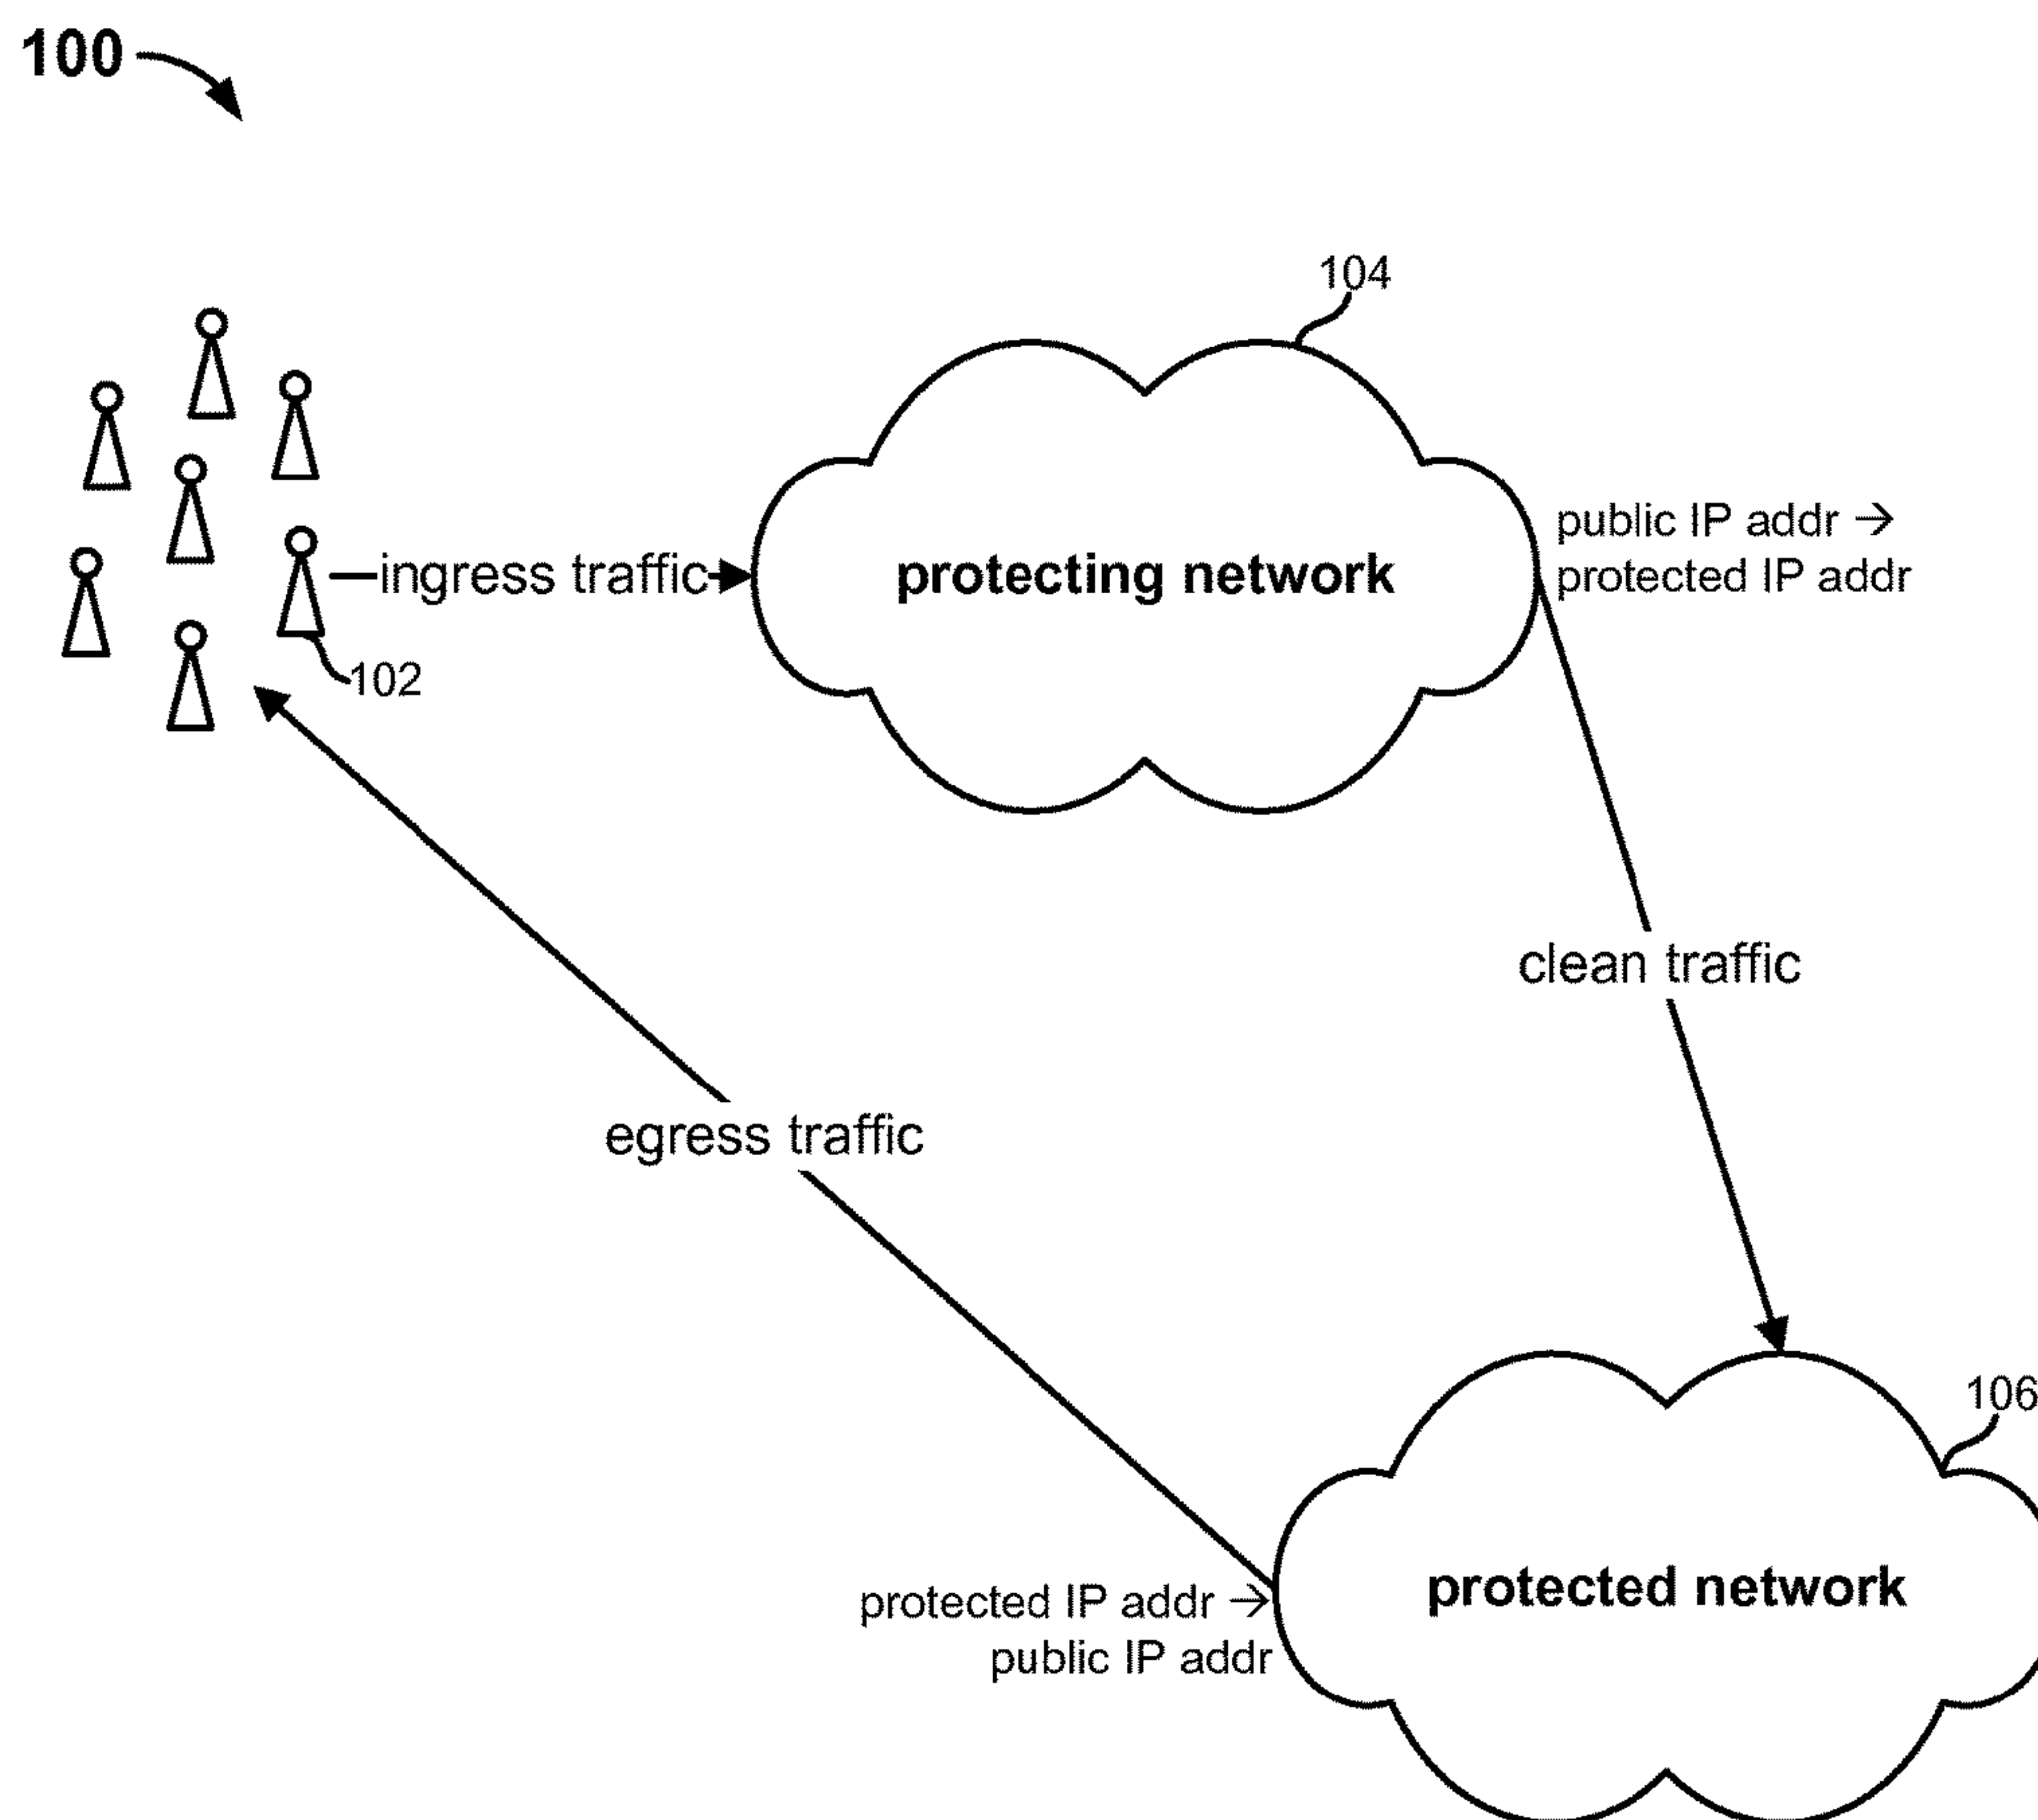 100
104
public IP addr →
protected IP addr
ingress traffic
protecting network
102
clean traffic
egress traffic
106
protected network
protected IP addr →
public IP addr